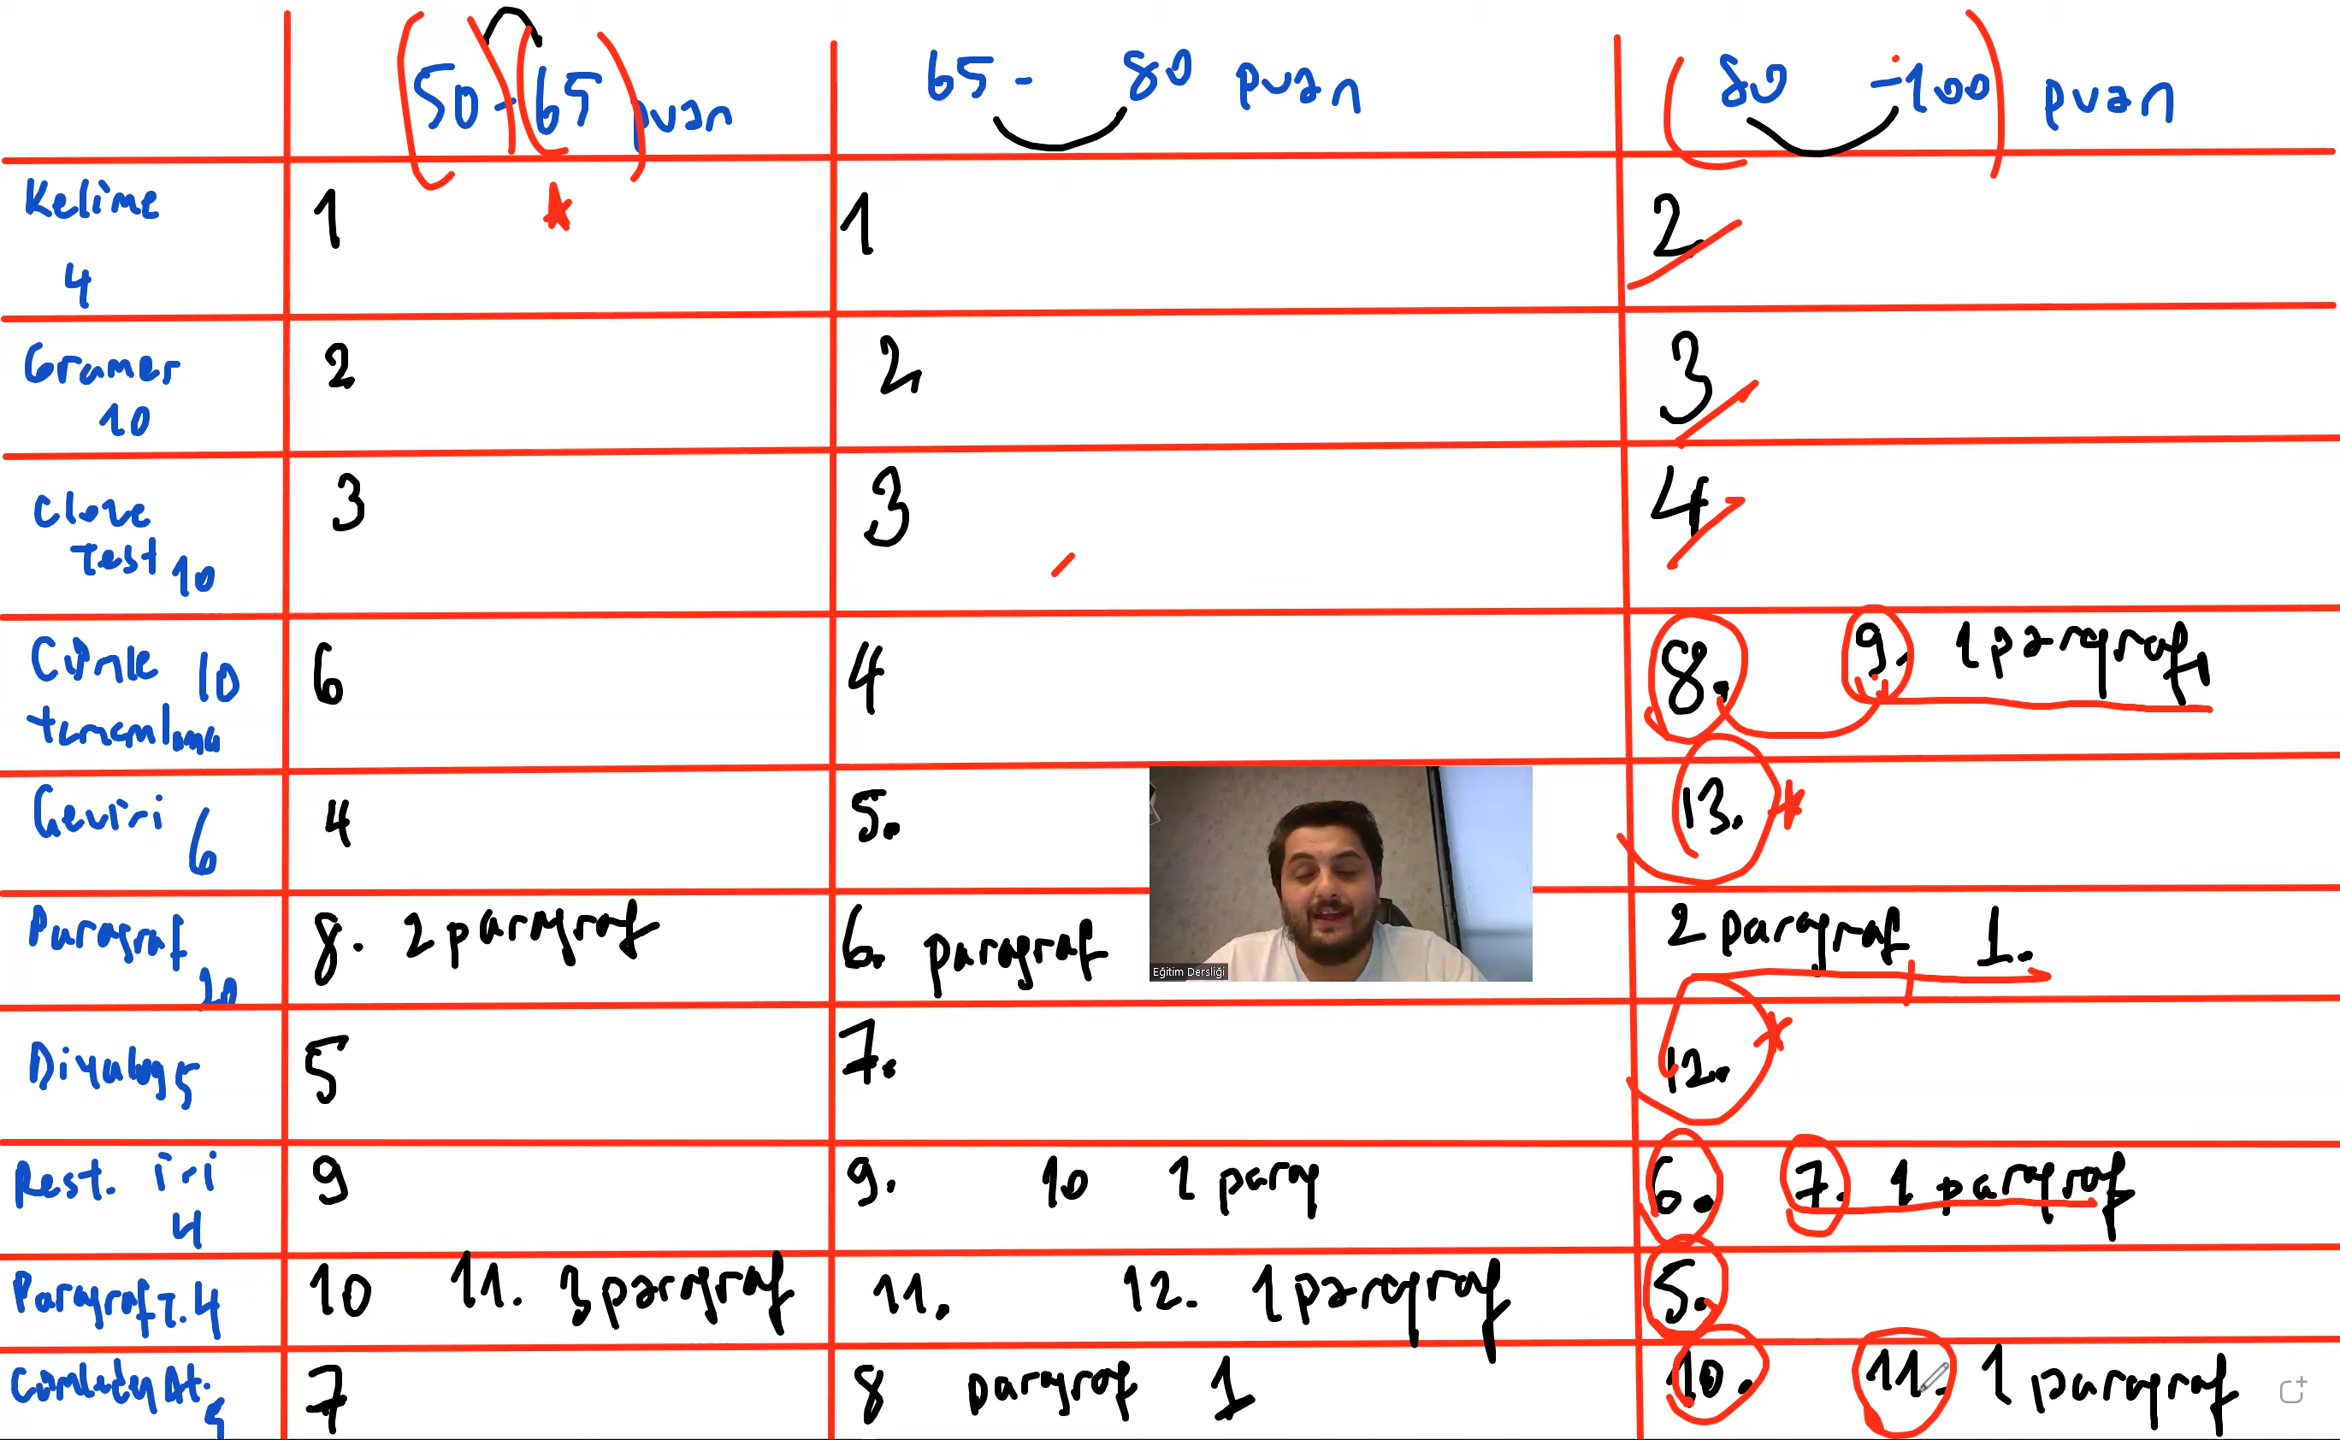 50 - 65 puan 65 - 80 puan 80 - 100 puan
Kelime 1 1 2
4
Gramer 2 2 3
10
Cloze 3 3 4
Test 10
Cümle 10 6 4 8. 9. 1 paragraf
tamamlama
Çeviri 6 4 5. 13.
Paragraf 8. 2 paragraf 6. paragraf 2 paragraf 1.
20
Eğitim Dersliği
Diyalog 5 5 7. 12.
Rest. iri 9 9. 10 1 parag 6. 7. 1 paragraf
4
Paragraf T. 4 10 11. 3 paragraf 11. 12. 1 paragraf 5.
7 8 paragraf 1 10. 11. 1 paragraf